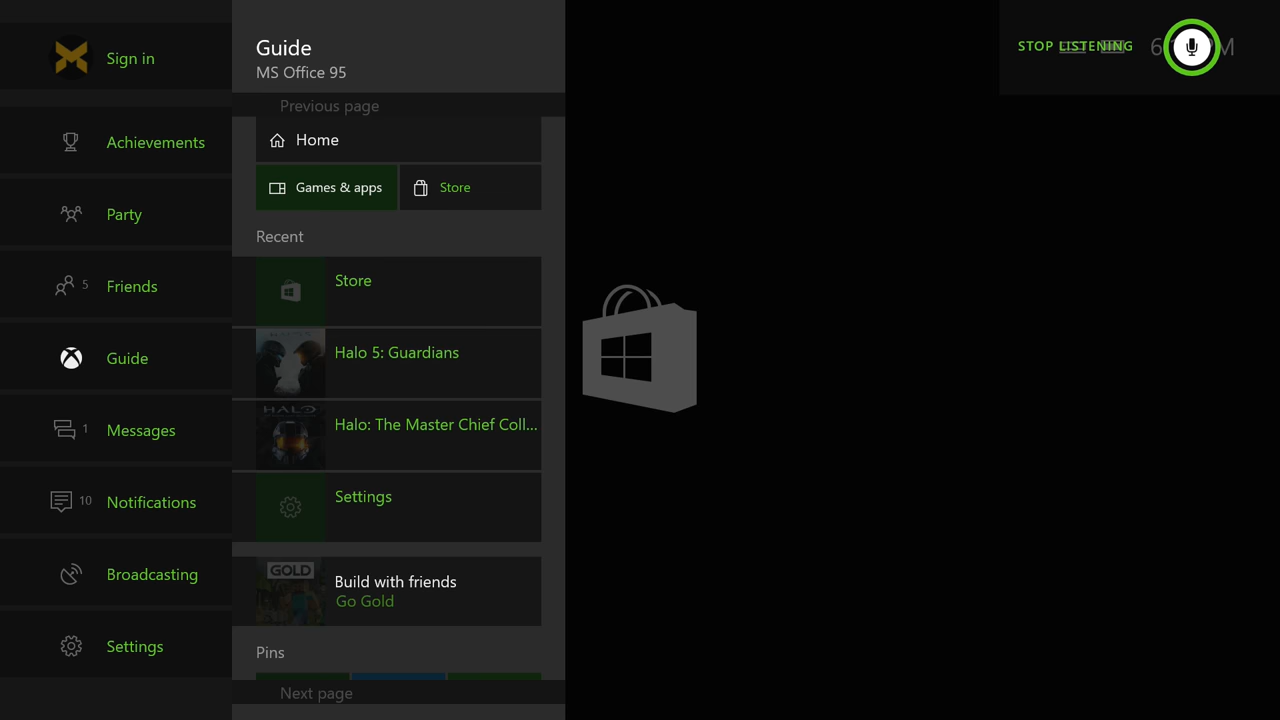 Sign in
Achievements
Party
5 Friends
Guide
1 Messages
10 Notifications
Broadcasting
Settings
Guide
MS Office 95
Previous page
Home
Games & apps
Store
Recent
Store
Halo 5: Guardians
HALO
Halo: The Master Chief Coll...
Settings
GOLD
Build with friends
Go Gold
Pins
Next page
STOP LISTENING